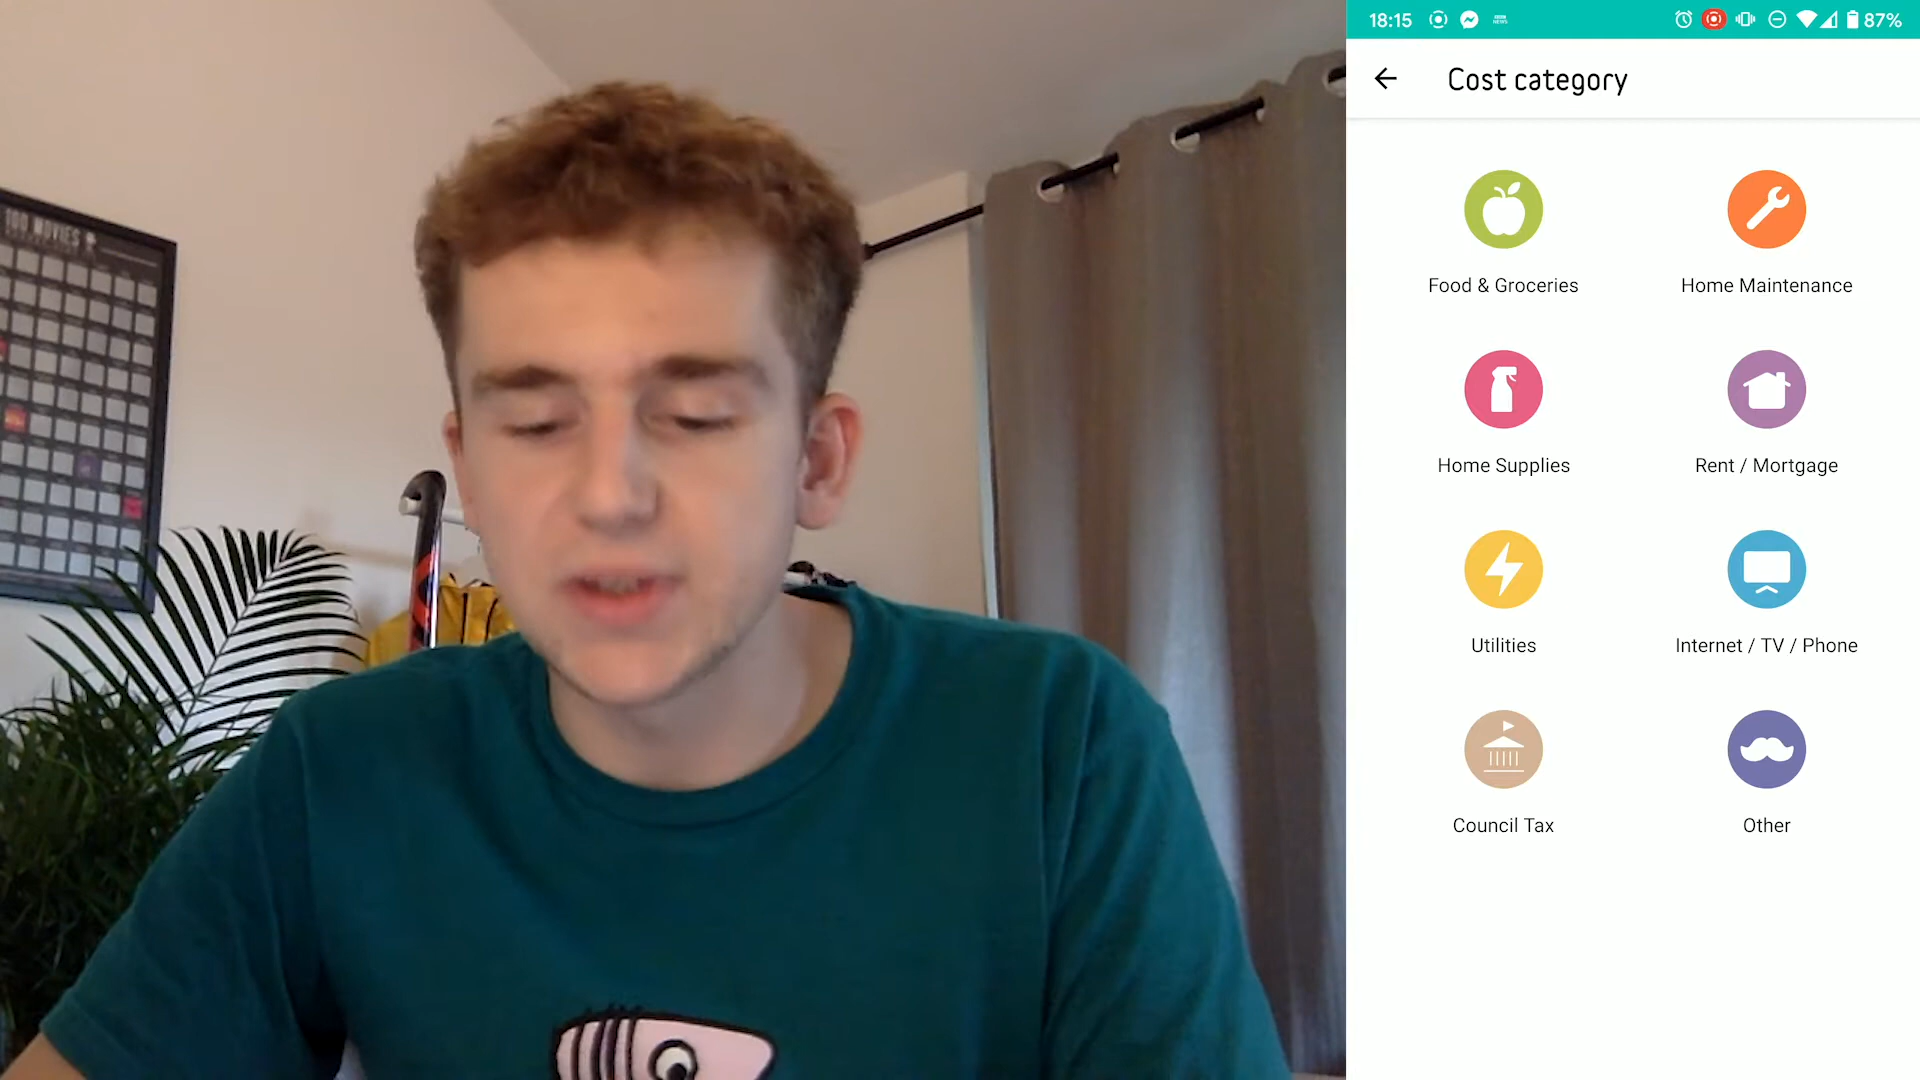 100 MOVIES
18:15
87%
Cost category
Food & Groceries
Home Maintenance
Home Supplies
Rent / Mortgage
Utilities
Internet / TV / Phone
Council Tax
Other